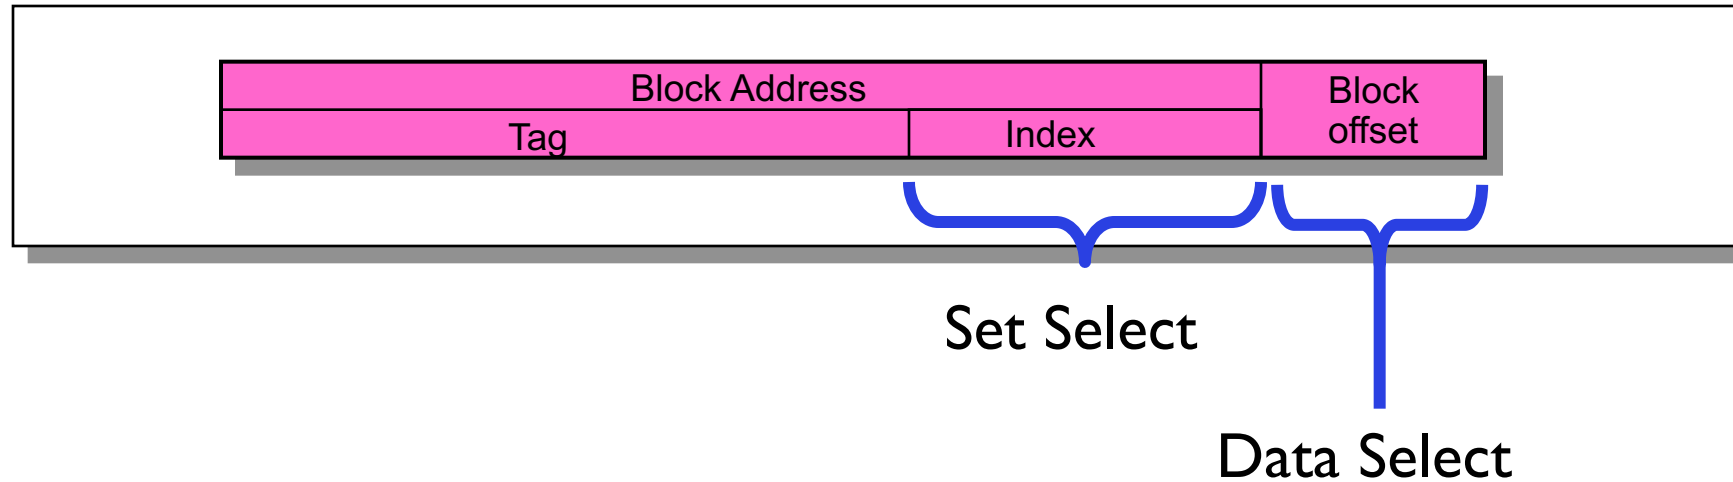 Block Address
Block
offset
Tag
Index
Set Select
Data Select